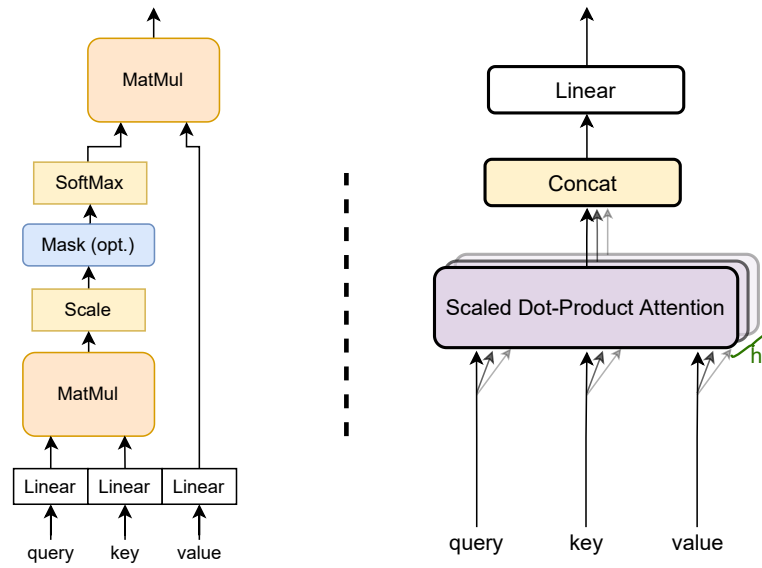 MatMul
SoftMax
Mask (opt.)
Scale
MatMul
Linear Linear Linear
query key value
Linear
Concat
Scaled Dot-Product Attention
h
query key value